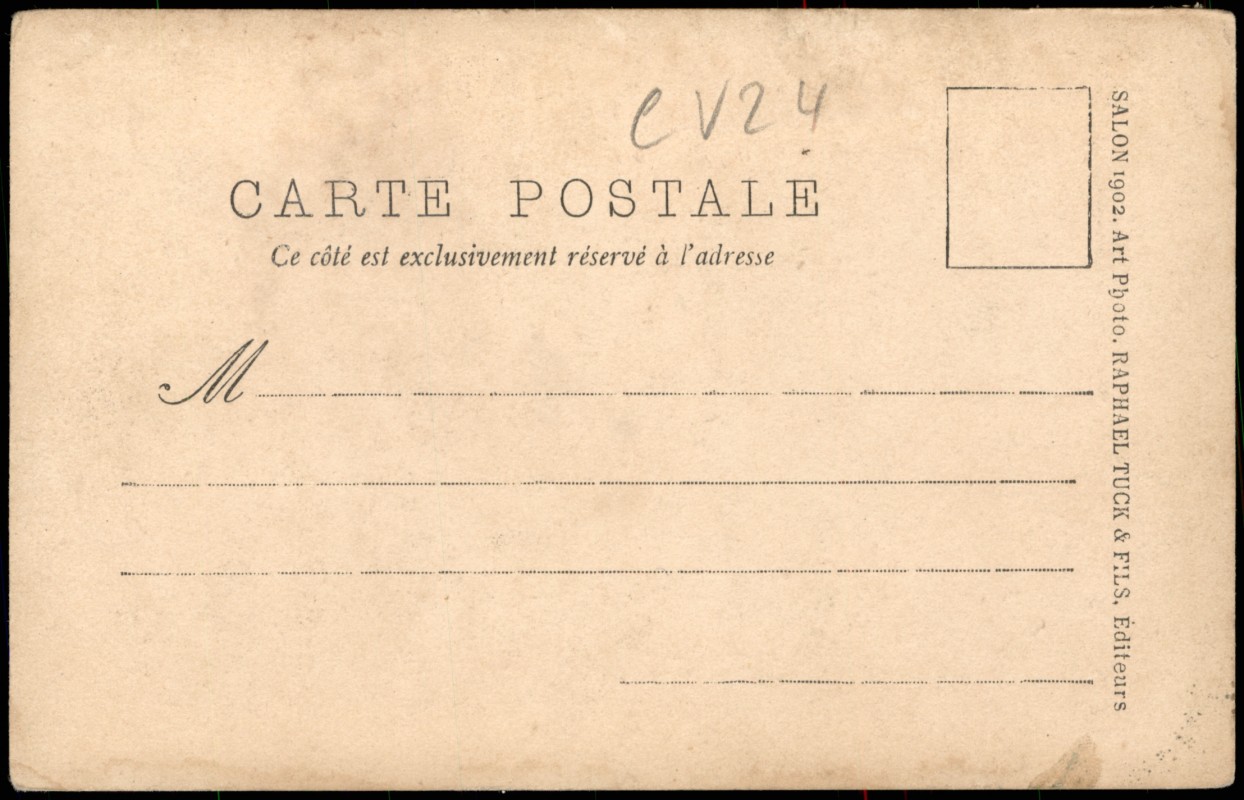 CV24
CARTE POSTALE
Ce côté est exclusivement réservé à l'adresse
M
SALON 1902. Art Photo. RAPHAEL TUCK & FILS, Éditeurs